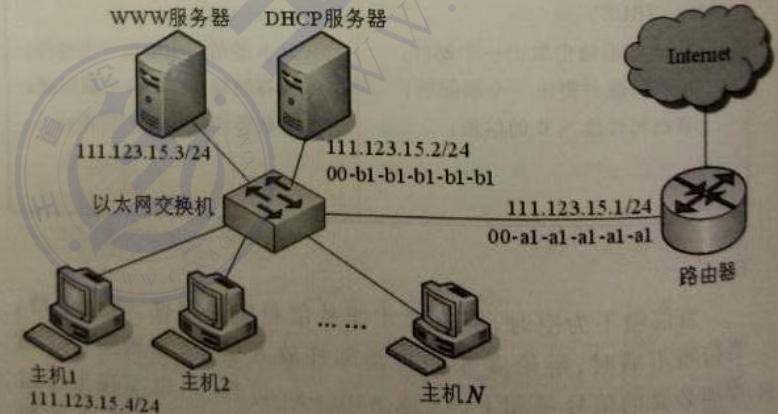 WWW服务器
DHCP服务器
Internet
111.123.15.3/24
111.123.15.2/24
00-b1-b1-b1-b1-b1
以太网交换机
111.123.15.1/24
00-a1-a1-a1-a1-a1
路由器
... ...
主机1
主机2
主机N
111.123.15.4/24